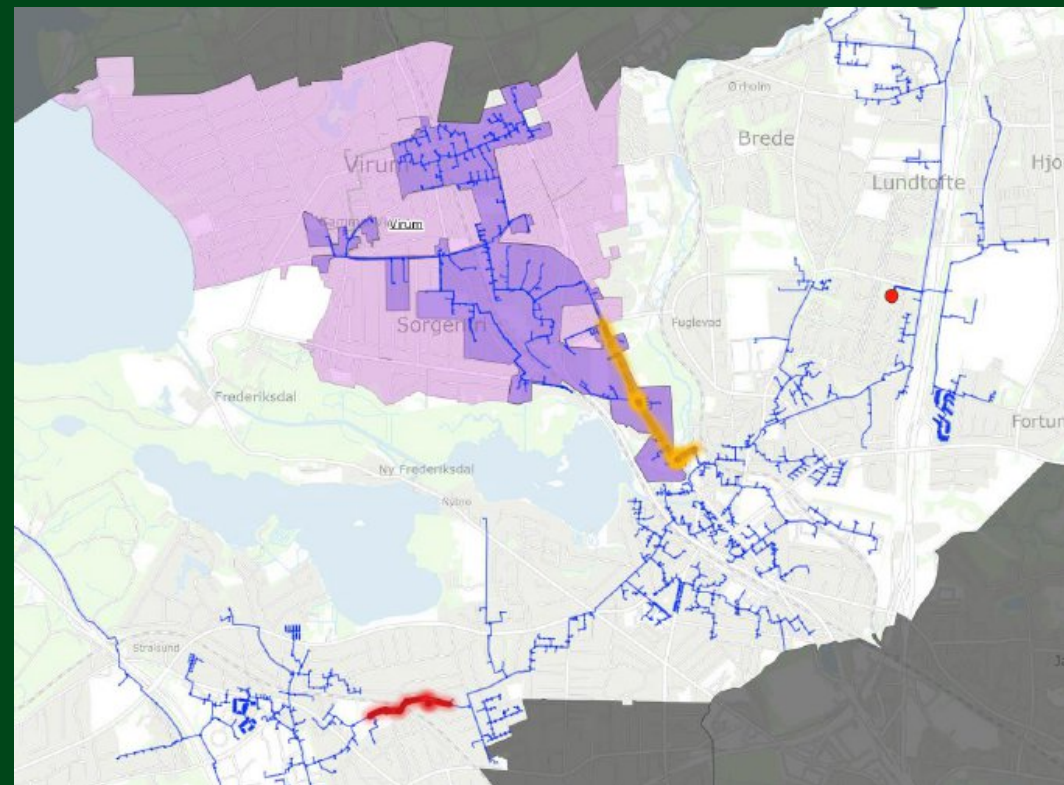 Ørholm
Brede
Virum
Hjo
Lundtofte
Virum
Sorgenfri
Fuglevad
Frederiksdal
Fortun
Ny Frederiksdal
Nybro
Stralsund